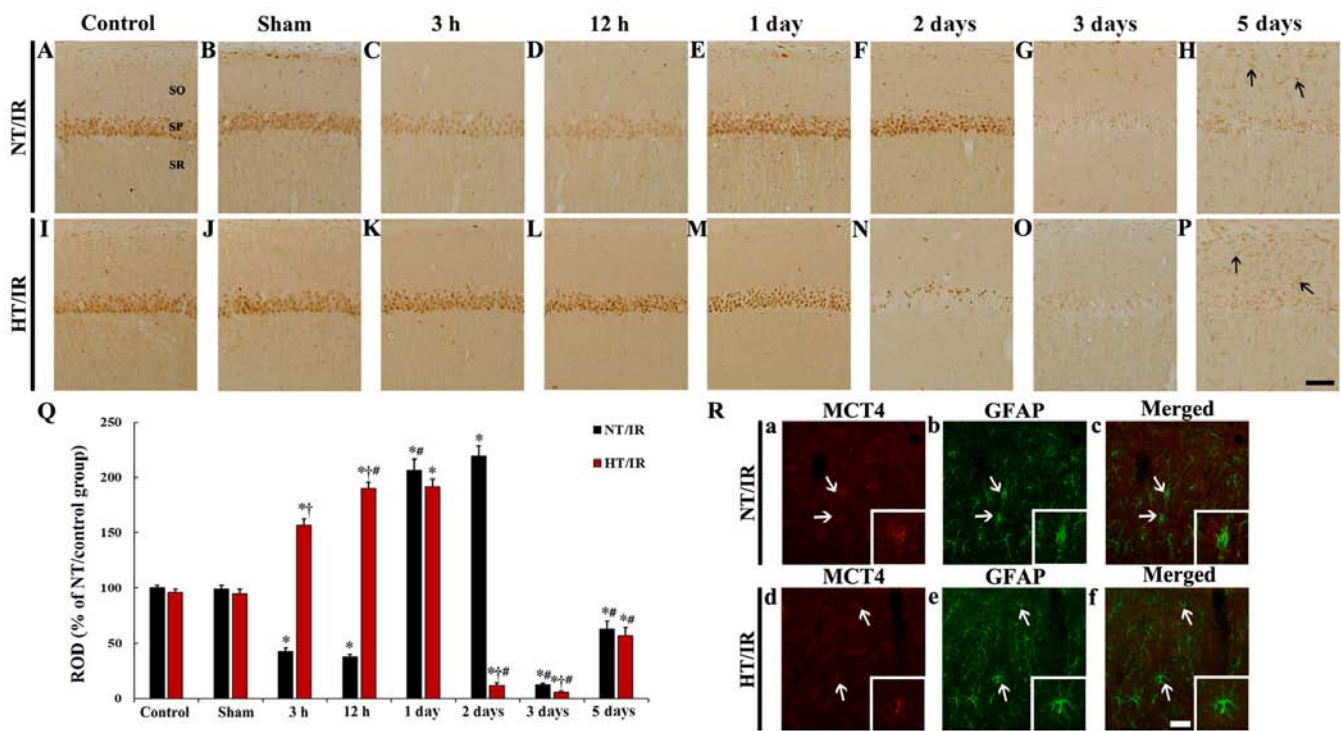 Control Sham 3 h 12 h 1 day 2 days 3 days 5 days
NT/IR
A B C D E F G H
SO
SP
SR
HT/IR
I J K L M N O P
Q
ROD (% of NT/control group)
250
200
150
100
50
0
NT/IR
HT/IR
* *† * *†# *# * * *†# *# *†# *# *#
Control Sham 3 h 12 h 1 day 2 days 3 days 5 days
R
MCT4 GFAP Merged
NT/IR
a b c
MCT4 GFAP Merged
HT/IR
d e f